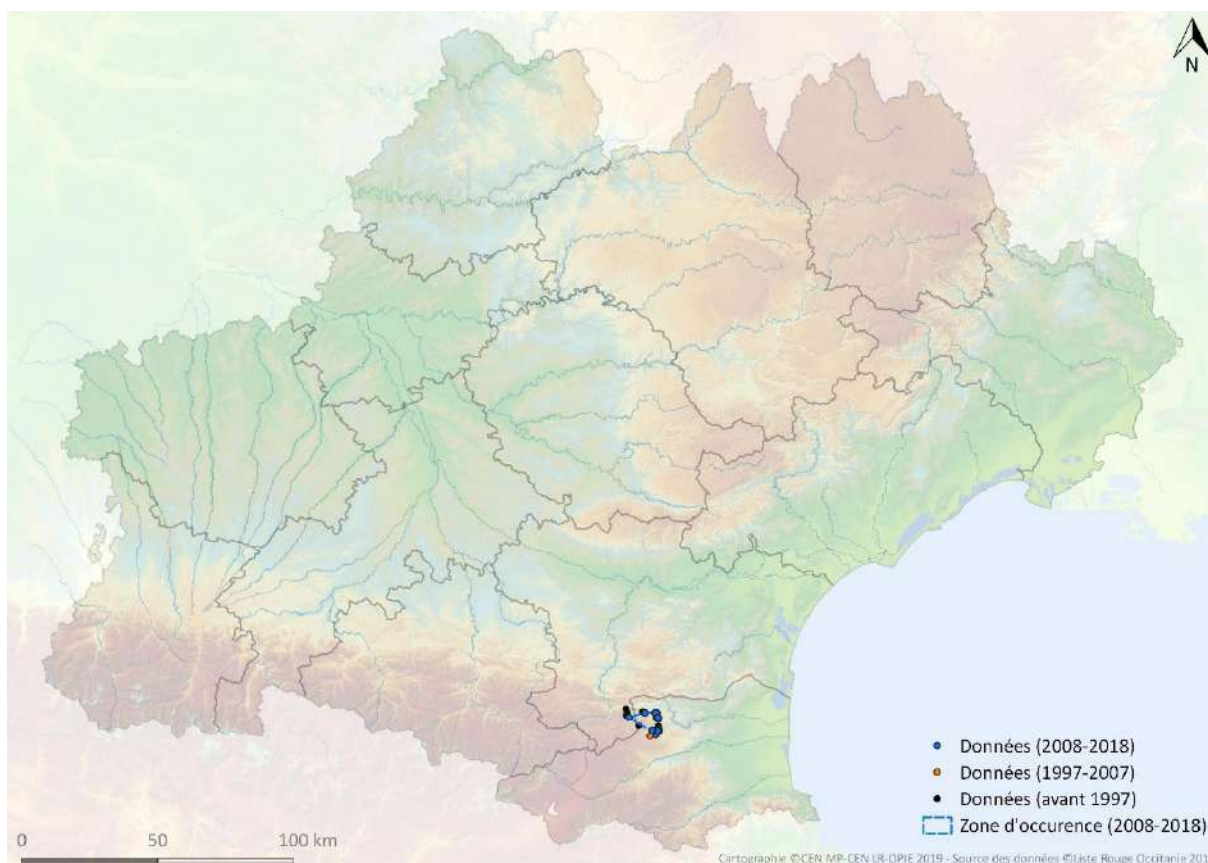 N
Données (2008-2018)
Données (1997-2007)
Données (avant 1997)
Zone d'occurence (2008-2018)
0 50 100 km
Cartographie ©CEN MP-CEN LR-OPIE 2019 - Source des données ©Liste Rouge Occitanie 201